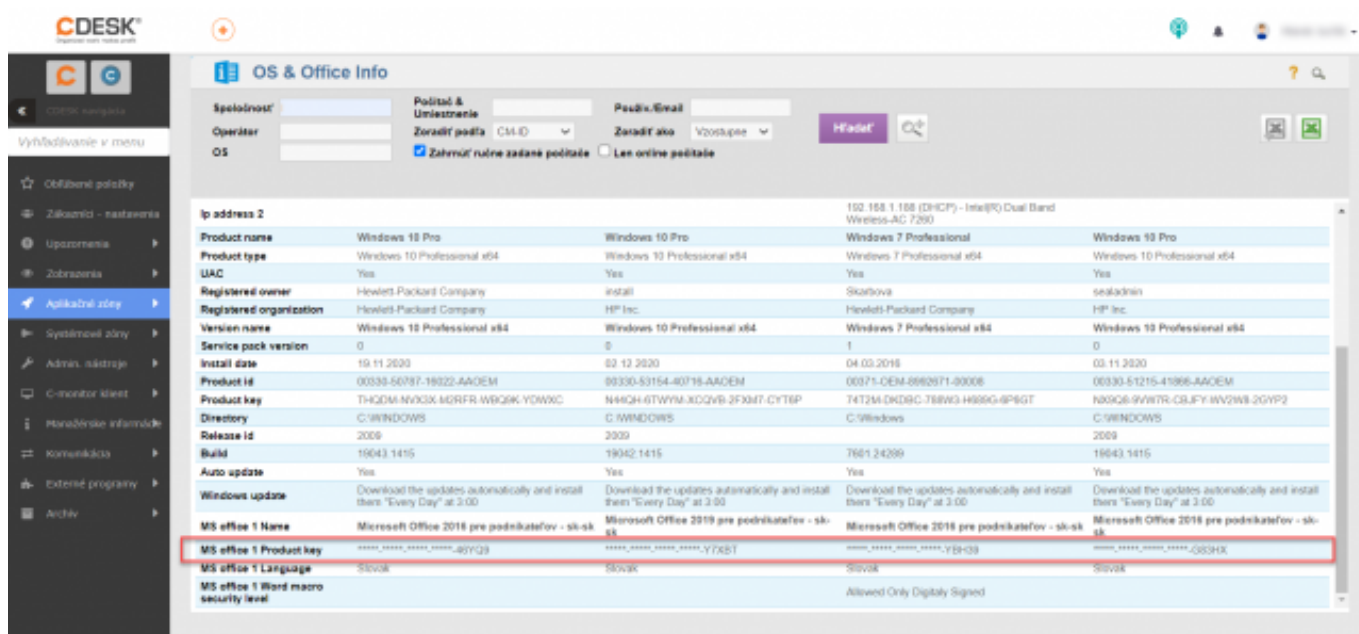 CDESK®
OS & Office Info
?
CDESK navigácia
Vyhľadávanie v menu
Obľúbené položky
Zákazníci - nastavenia
Upozornenia
Zobrazenia
Aplikačné zóny
Systémové zóny
Admin. nástroje
C-monitor klient
Manažérske informácie
Komunikácia
Externé programy
Archív
Spoločnosť Počítač & Umiestnenie Použív./Email
Operátor Zoradiť podľa CM-ID Zoradiť ako Vzostupne Hľadať
OS Zahrnúť ručne zadané počítače Len online počítače
Ip address 2 192.168.1.188 (DHCP) - Intel(R) Dual Band Wireless-AC 7260
Product name Windows 10 Pro Windows 10 Pro Windows 7 Professional Windows 10 Pro
Product type Windows 10 Professional x64 Windows 10 Professional x64 Windows 7 Professional x64 Windows 10 Professional x64
UAC Yes Yes Yes Yes
Registered owner Hewlett-Packard Company install Skarbova sealadmin
Registered organization Hewlett-Packard Company HP Inc. Hewlett-Packard Company HP Inc.
Version name Windows 10 Professional x64 Windows 10 Professional x64 Windows 7 Professional x64 Windows 10 Professional x64
Service pack version 0 0 1 0
Install date 19.11.2020 02.12.2020 04.03.2016 03.11.2020
Product id
Product key
Directory C:\WINDOWS C:\WINDOWS C:\Windows C:\WINDOWS
Release id 2009 2009 2009
Build 19043.1415 19042.1415 7601.24289 19043.1415
Auto update Yes Yes Yes Yes
Windows update Download the updates automatically and install them "Every Day" at 3:00 Download the updates automatically and install them "Every Day" at 3:00 Download the updates automatically and install them "Every Day" at 3:00 Download the updates automatically and install them "Every Day" at 3:00
MS office 1 Name Microsoft Office 2016 pre podnikateľov - sk-sk Microsoft Office 2019 pre podnikateľov - sk-sk Microsoft Office 2016 pre podnikateľov - sk-sk Microsoft Office 2016 pre podnikateľov - sk-sk
MS office 1 Product key *****-*****-*****-*****-46YQ9 *****-*****-*****-*****-Y7XBT *****-*****-*****-*****-YBH39 *****-*****-*****-*****-G83HX
MS office 1 Language Slovak Slovak Slovak Slovak
MS office 1 Word macro security level Allowed Only Digitaly Signed